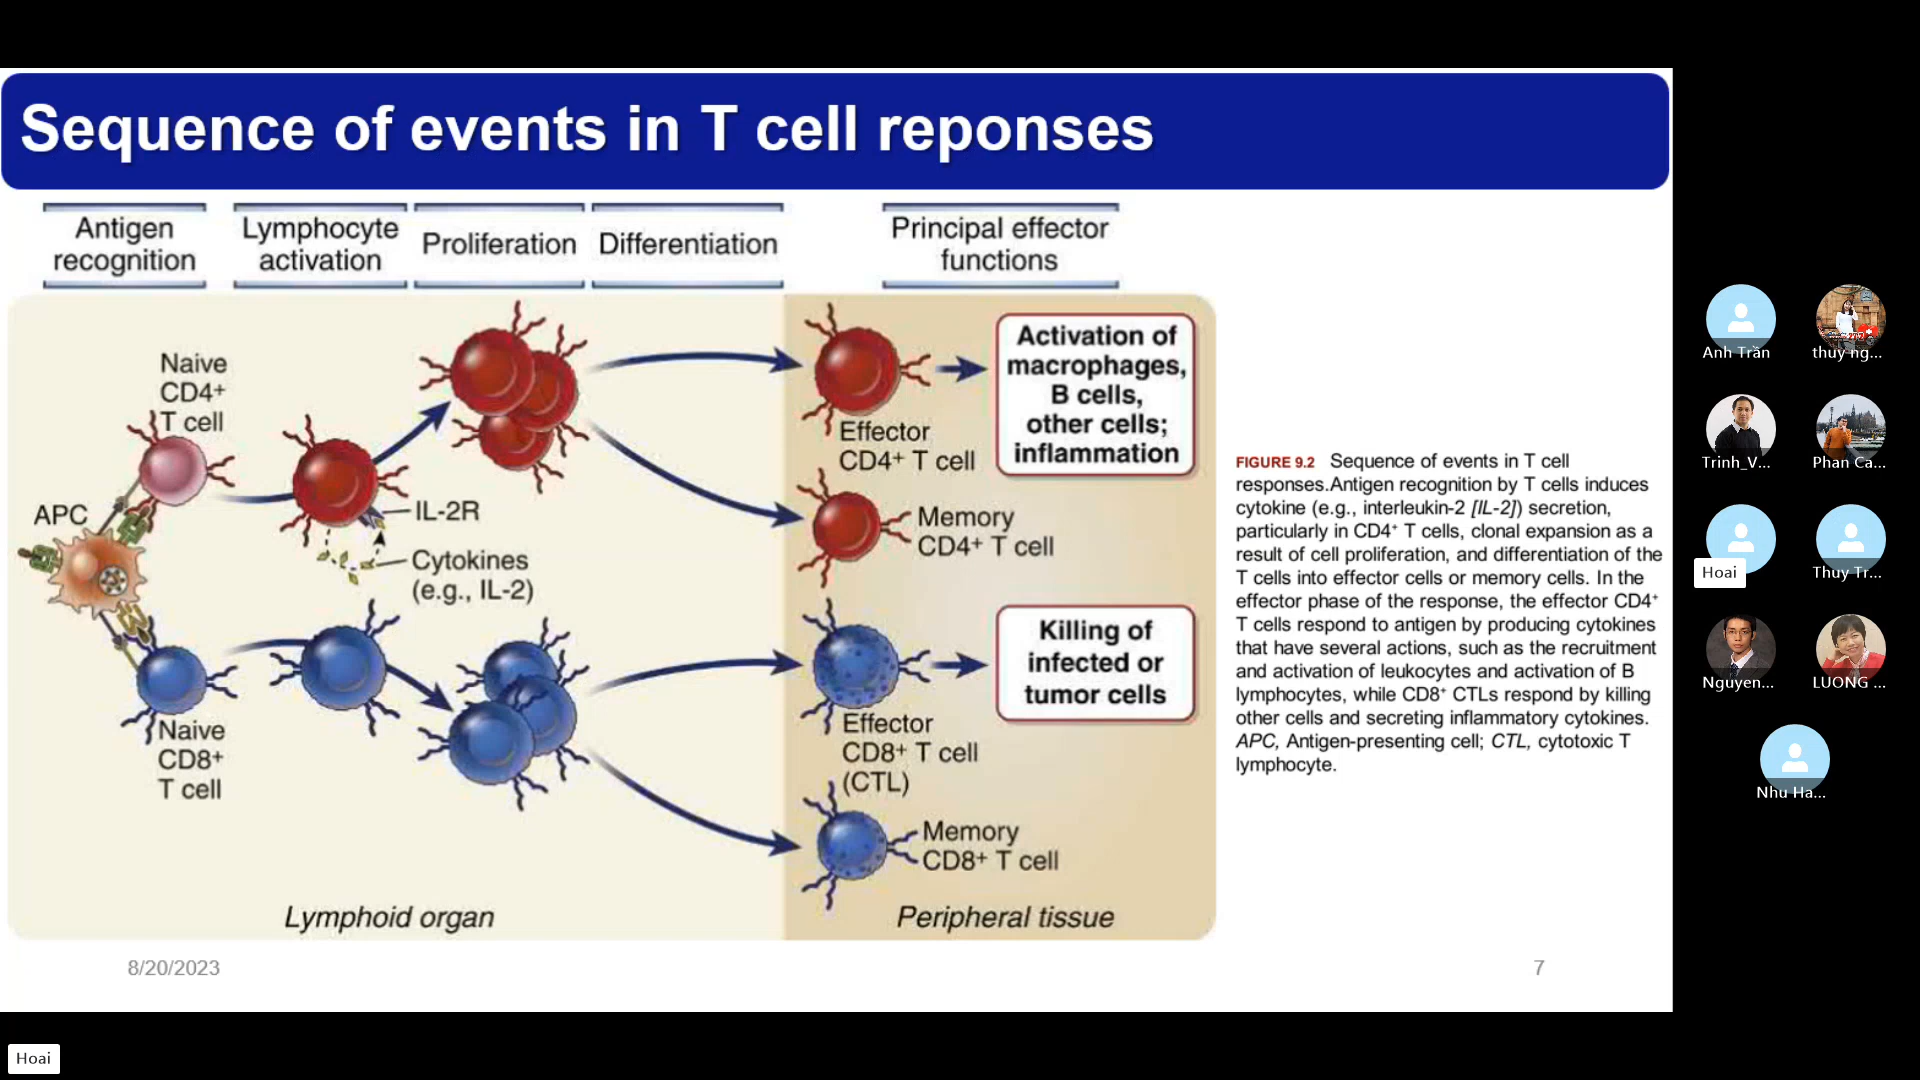 Sequence of events in T cell reponses
Antigen
recognition
Lymphocyte
activation
Proliferation
Differentiation
Principal effector
functions
Naive
CD4+
T cell
APC
IL-2R
Cytokines
(e.g., IL-2)
Naive
CD8+
T cell
Effector
CD4+ T cell
Activation of
macrophages,
B cells,
other cells;
inflammation
Memory
CD4+ T cell
Effector
CD8+ T cell
(CTL)
Killing of
infected or
tumor cells
Memory
CD8+ T cell
Lymphoid organ
Peripheral tissue
FIGURE 9.2 Sequence of events in T cell
responses.Antigen recognition by T cells induces
cytokine (e.g., interleukin-2 [IL-2]) secretion,
particularly in CD4+ T cells, clonal expansion as a
result of cell proliferation, and differentiation of the
T cells into effector cells or memory cells. In the
effector phase of the response, the effector CD4+
T cells respond to antigen by producing cytokines
that have several actions, such as the recruitment
and activation of leukocytes and activation of B
lymphocytes, while CD8+ CTLs respond by killing
other cells and secreting inflammatory cytokines.
APC, Antigen-presenting cell; CTL, cytotoxic T
lymphocyte.
8/20/2023
7
Anh Trần
thuy ng...
Trinh_V...
Phan Ca...
Hoai
Thuy Tr...
Nguyen...
LUONG ...
Nhu Ha...
Hoai